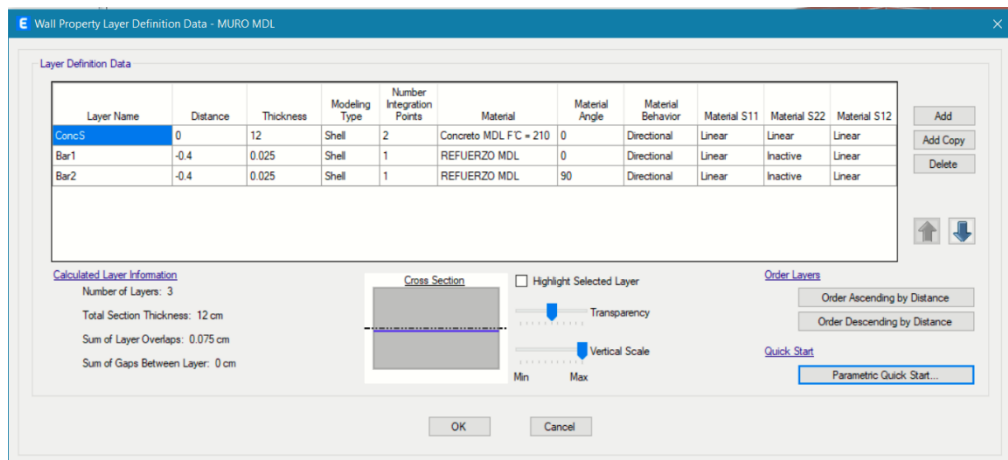 E Wall Property Layer Definition Data - MURO MDL
Layer Definition Data
Layer Name Distance Thickness Modeling Type Number Integration Points Material Material Angle Material Behavior Material S11 Material S22 Material S12
ConcS 0 12 Shell 2 Concreto MDL F'C = 210 0 Directional Linear Linear Linear
Bar1 -0.4 0.025 Shell 1 REFUERZO MDL 0 Directional Linear Inactive Linear
Bar2 -0.4 0.025 Shell 1 REFUERZO MDL 90 Directional Linear Inactive Linear
Add
Add Copy
Delete
Calculated Layer Information
Number of Layers: 3
Total Section Thickness: 12 cm
Sum of Layer Overlaps: 0.075 cm
Sum of Gaps Between Layer: 0 cm
Cross Section
Highlight Selected Layer
Transparency
Vertical Scale
Min Max
Order Layers
Order Ascending by Distance
Order Descending by Distance
Quick Start
Parametric Quick Start...
OK Cancel